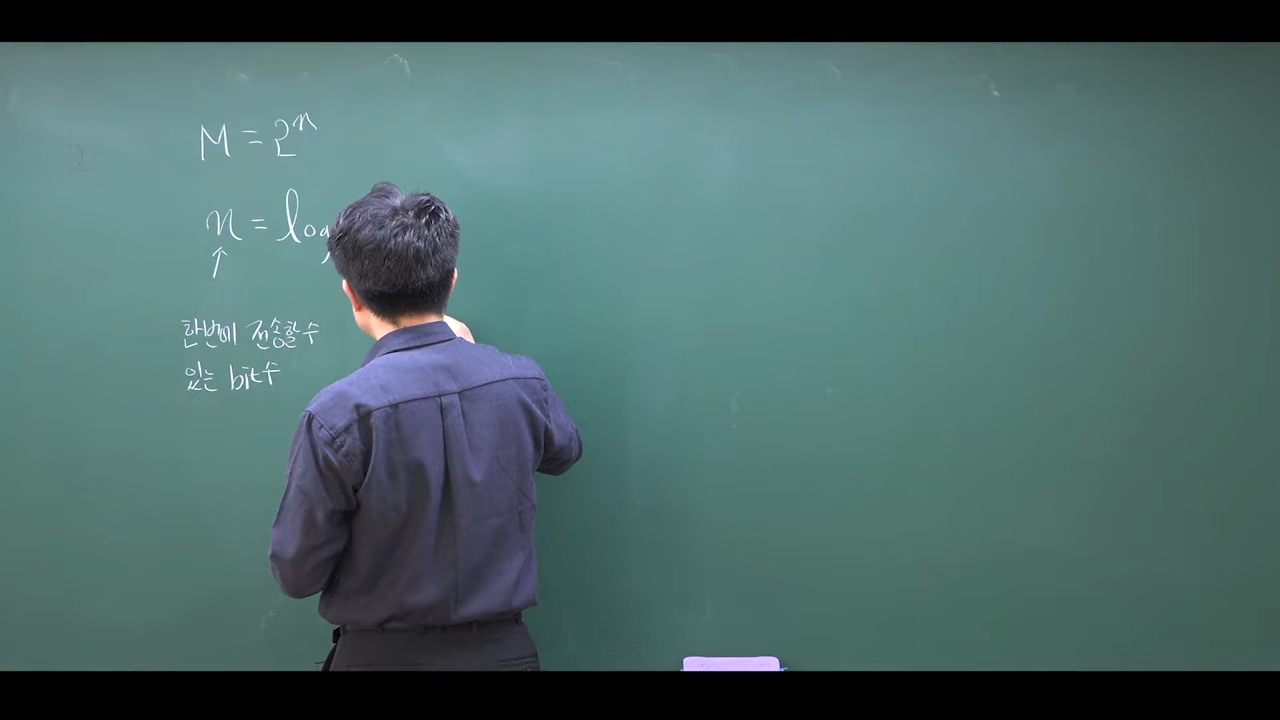 M = 2ⁿ
n = log
↑
한번에 전송할 수
있는 bit수